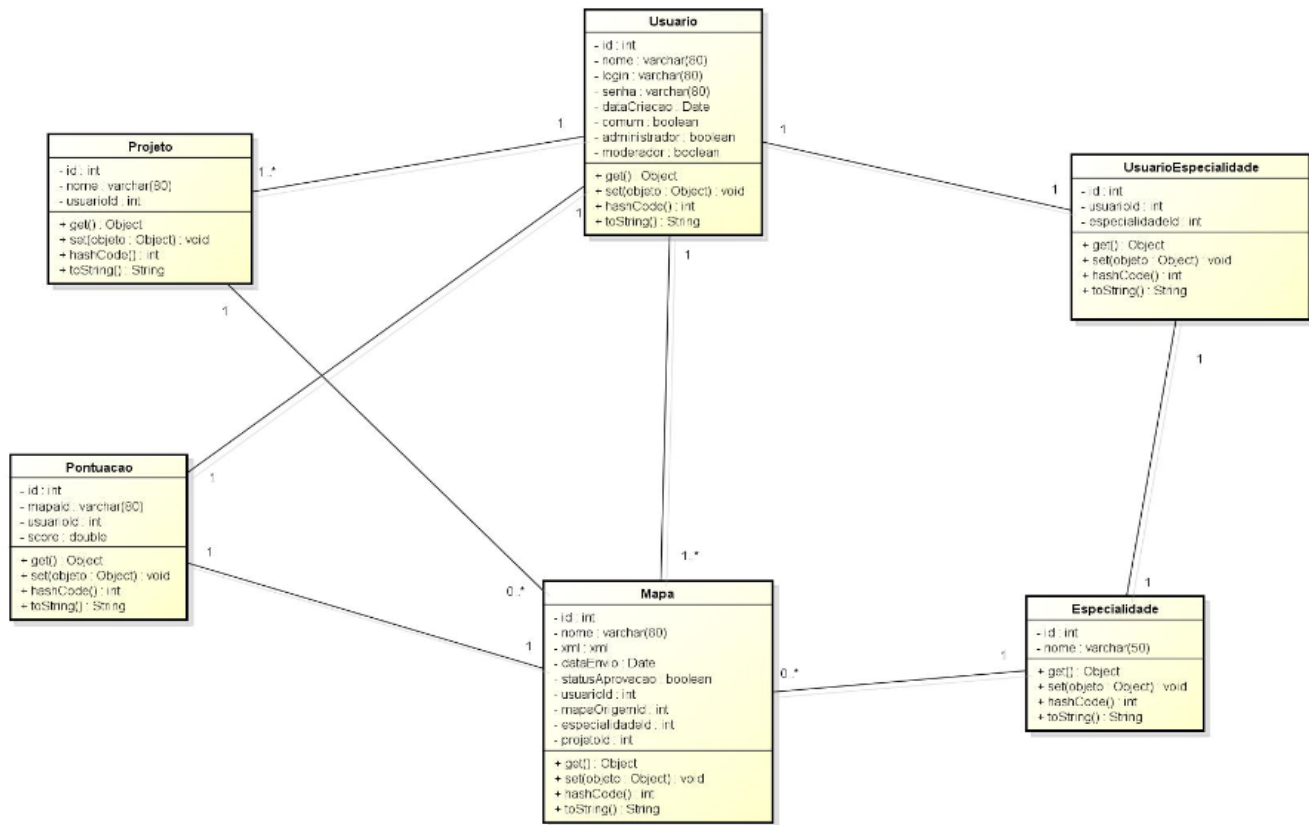 Usuario
- id : int
- nome : varchar(80)
- login : varchar(80)
- senha : varchar(80)
- dataCriacao : Date
- comum : boolean
- administrador : boolean
- moderador : boolean
+ get() : Object
+ set(objeto : Object) : void
+ hashCode() : int
+ toString() : String
Projeto
- id : int
- nome : varchar(80)
- usuarioId : int
+ get() : Object
+ set(objeto : Object) : void
+ hashCode() : int
+ toString() : String
UsuarioEspecialidade
- id : int
- usuarioId : int
- especialidadeId : int
+ get() : Object
+ set(objeto : Object) : void
+ hashCode() : int
+ toString() : String
1
1..*
1
1
1
1
1
1
Pontuacao
- id : int
- mapaId : varchar(80)
- usuarioId : int
- score : double
+ get() : Object
+ set(objeto : Object) : void
+ hashCode() : int
+ toString() : String
1
1
1..*
0..*
1
1
Mapa
- id : int
- nome : varchar(80)
- xml : xml
- dataEnvio : Date
- statusAprovacao : boolean
- usuarioId : int
- mapaOrigemId : int
- especialidadeId : int
- projetoId : int
+ get() : Object
+ set(objeto : Object) : void
+ hashCode() : int
+ toString() : String
Especialidade
- id : int
- nome : varchar(50)
+ get() : Object
+ set(objeto : Object) : void
+ hashCode() : int
+ toString() : String
0..*
1